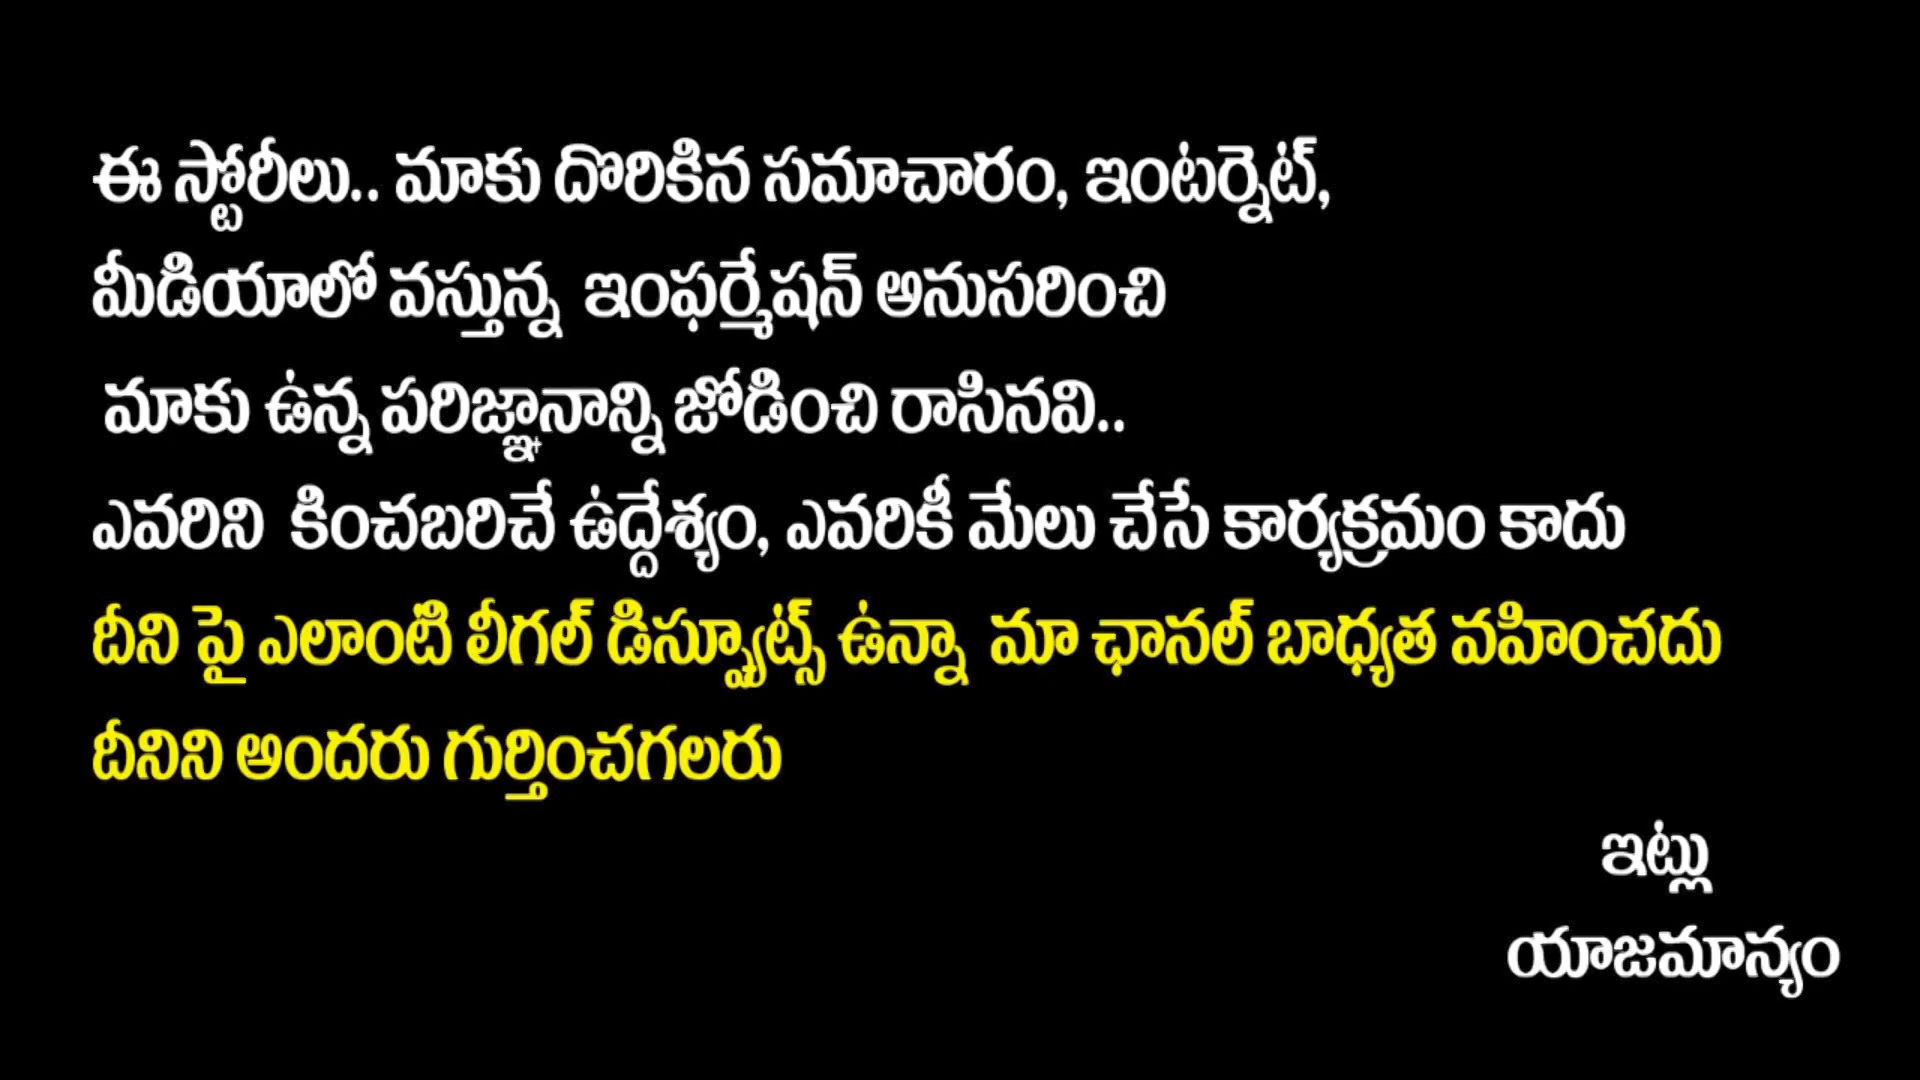 ఈ స్టోరీలు.. మాకు దొరికిన సమాచారం, ఇంటర్నెట్,
మీడియాలో వస్తున్న ఇంఫర్మేషన్ అనుసరించి
మాకు ఉన్న పరిజ్ఞానాన్ని జోడించి రాసినవి..
ఎవరిని కించబరిచే ఉద్దేశ్యం, ఎవరికీ మేలు చేసే కార్యక్రమం కాదు
దీని పై ఎలాంటి లీగల్ డిస్ప్యూట్స్ ఉన్నా మా ఛానల్ బాధ్యత వహించదు
దీనిని అందరు గుర్తించగలరు
ఇట్లు
యాజమాన్యం